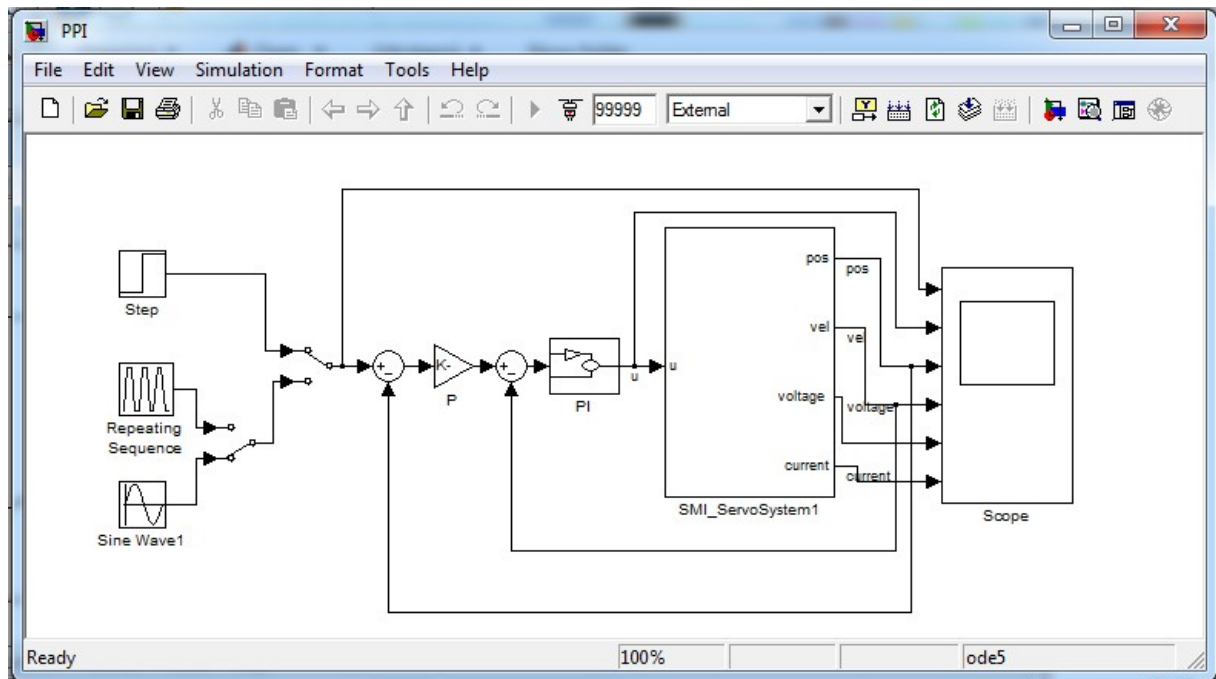 PPI
File Edit View Simulation Format Tools Help
99999 External
Step
Repeating
Sequence
Sine Wave1
+
-
K-
P
+
-
PI
u
u
pos
vel
voltage
current
SMI_ServoSystem1
pos
vel
voltage
current
Scope
Ready 100% ode5